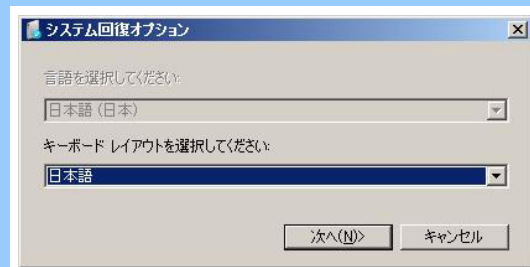 システム回復オプション
言語を選択してください:
日本語 (日本)
キーボード レイアウトを選択してください:
日本語
次へ(N)>
キャンセル